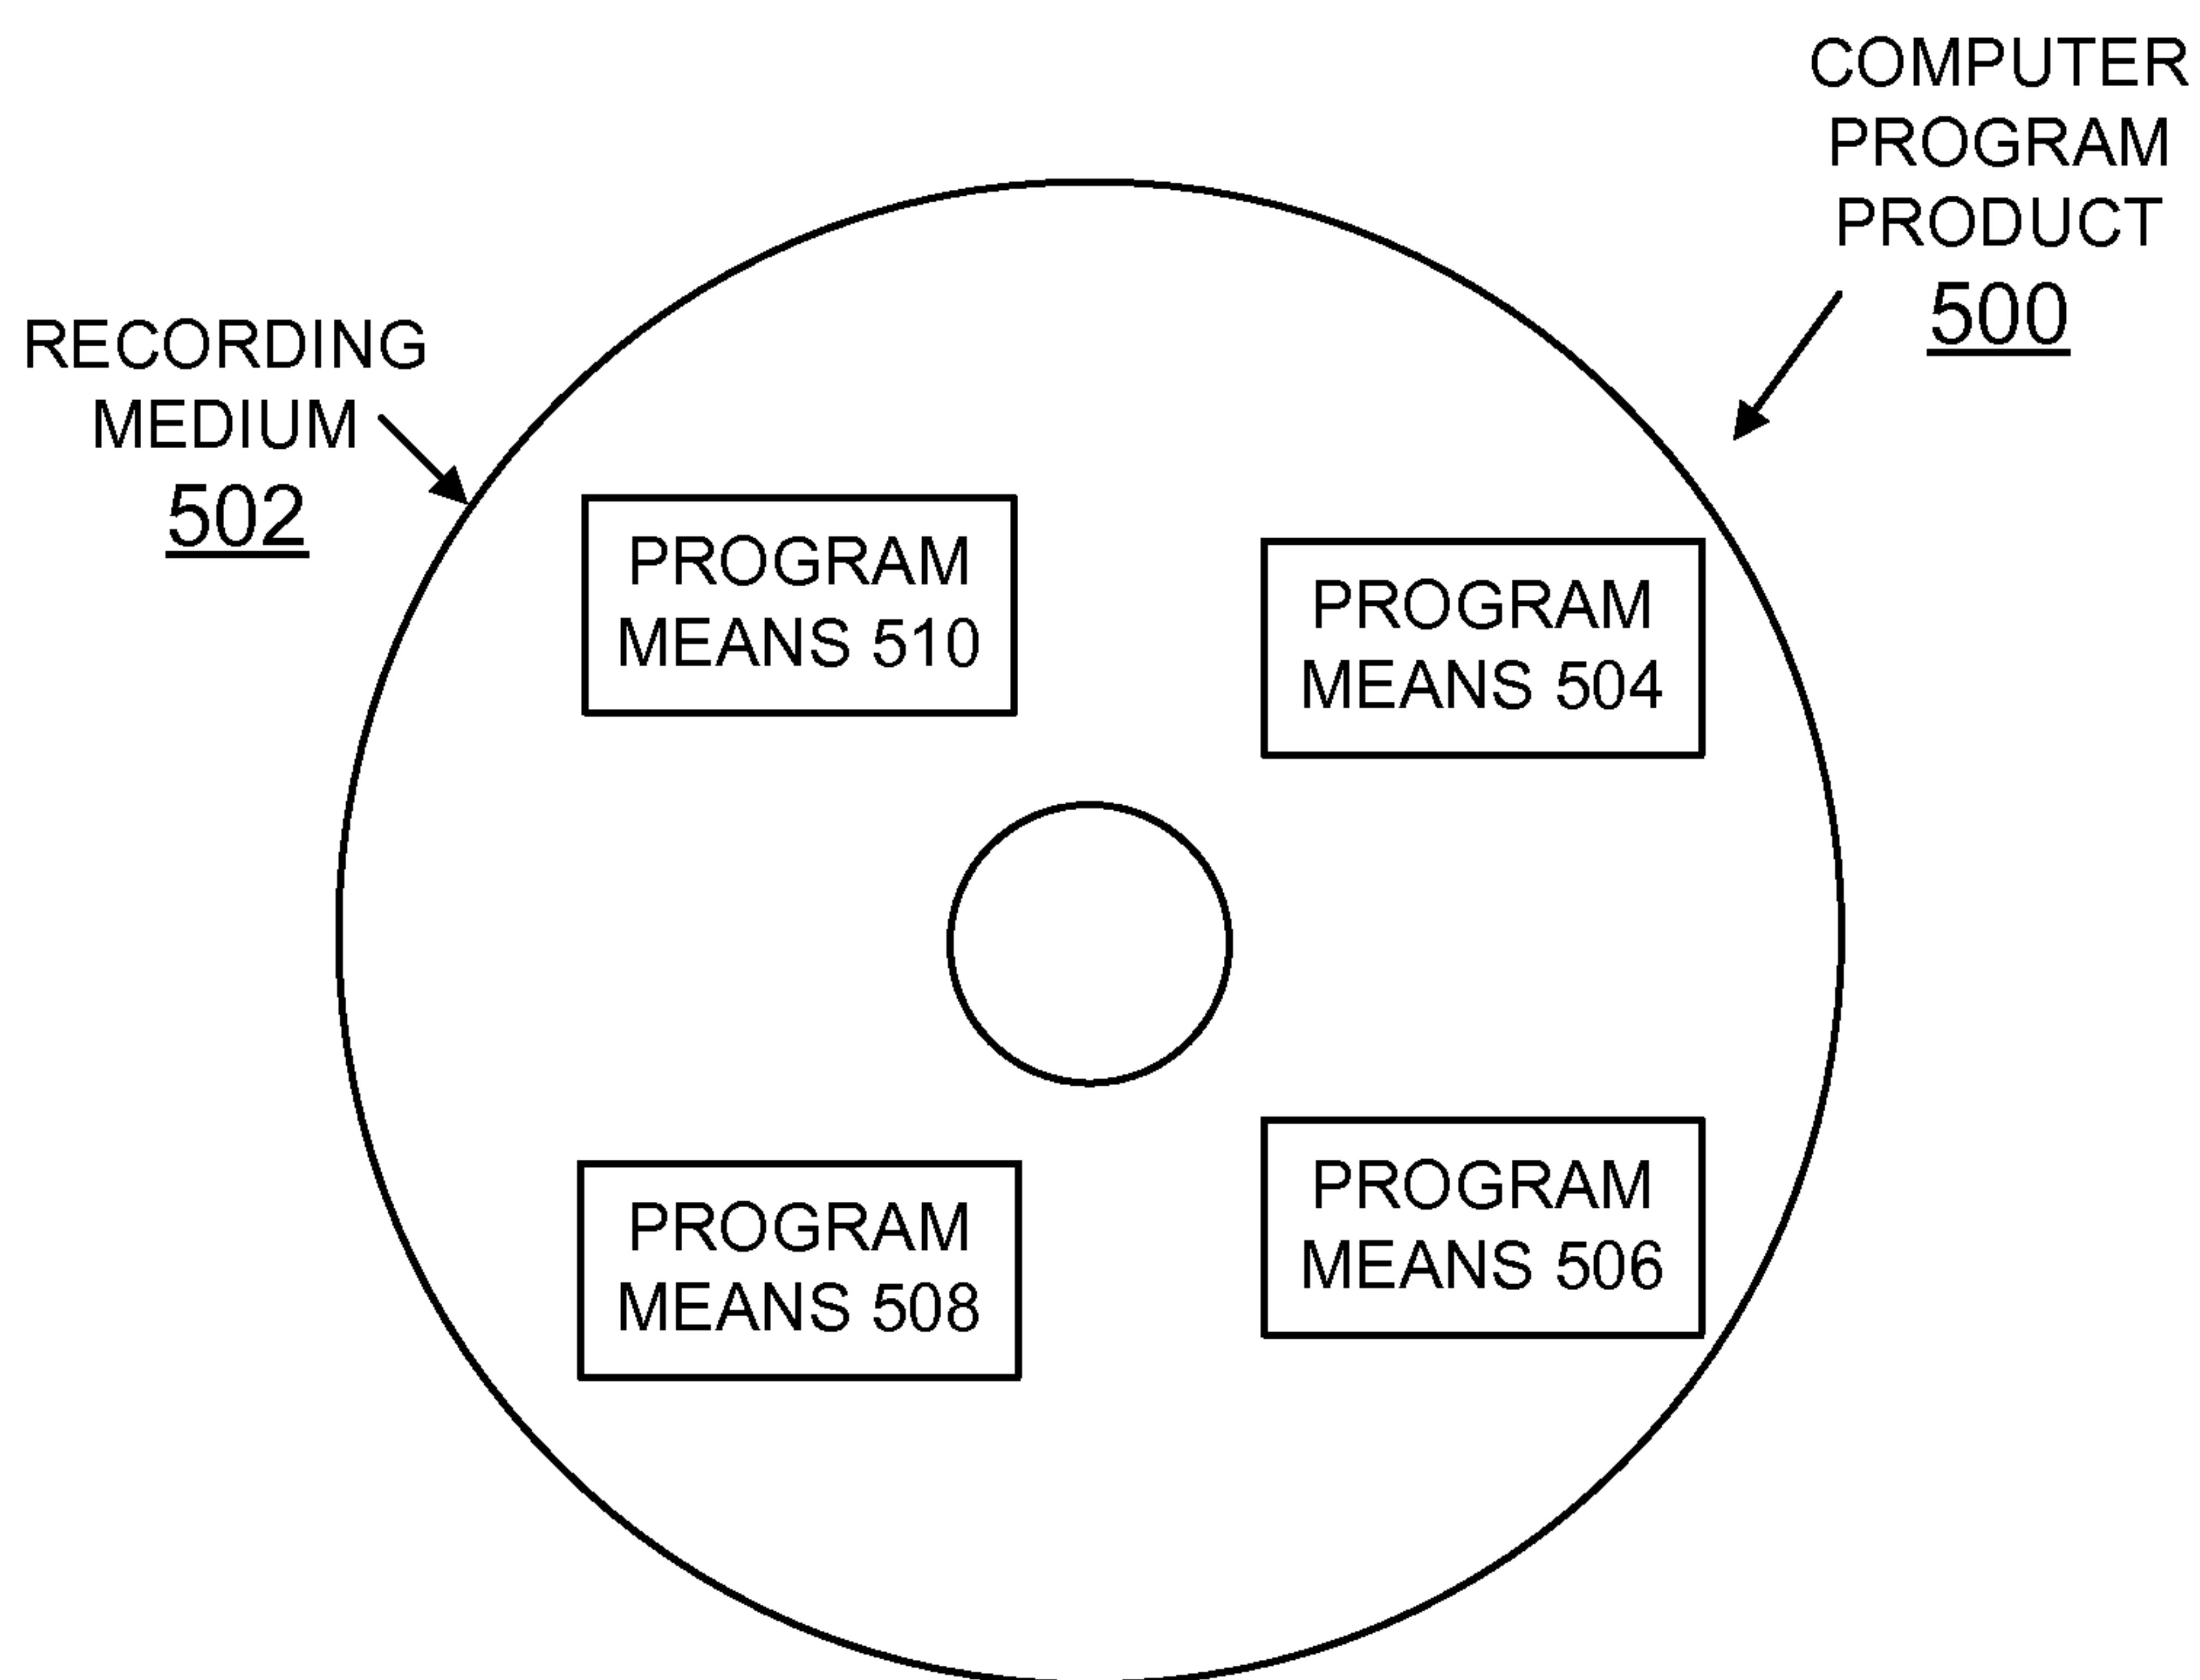 COMPUTER
PROGRAM
PRODUCT
500
RECORDING
MEDIUM
502
PROGRAM
MEANS 510
PROGRAM
MEANS 504
PROGRAM
MEANS 508
PROGRAM
MEANS 506